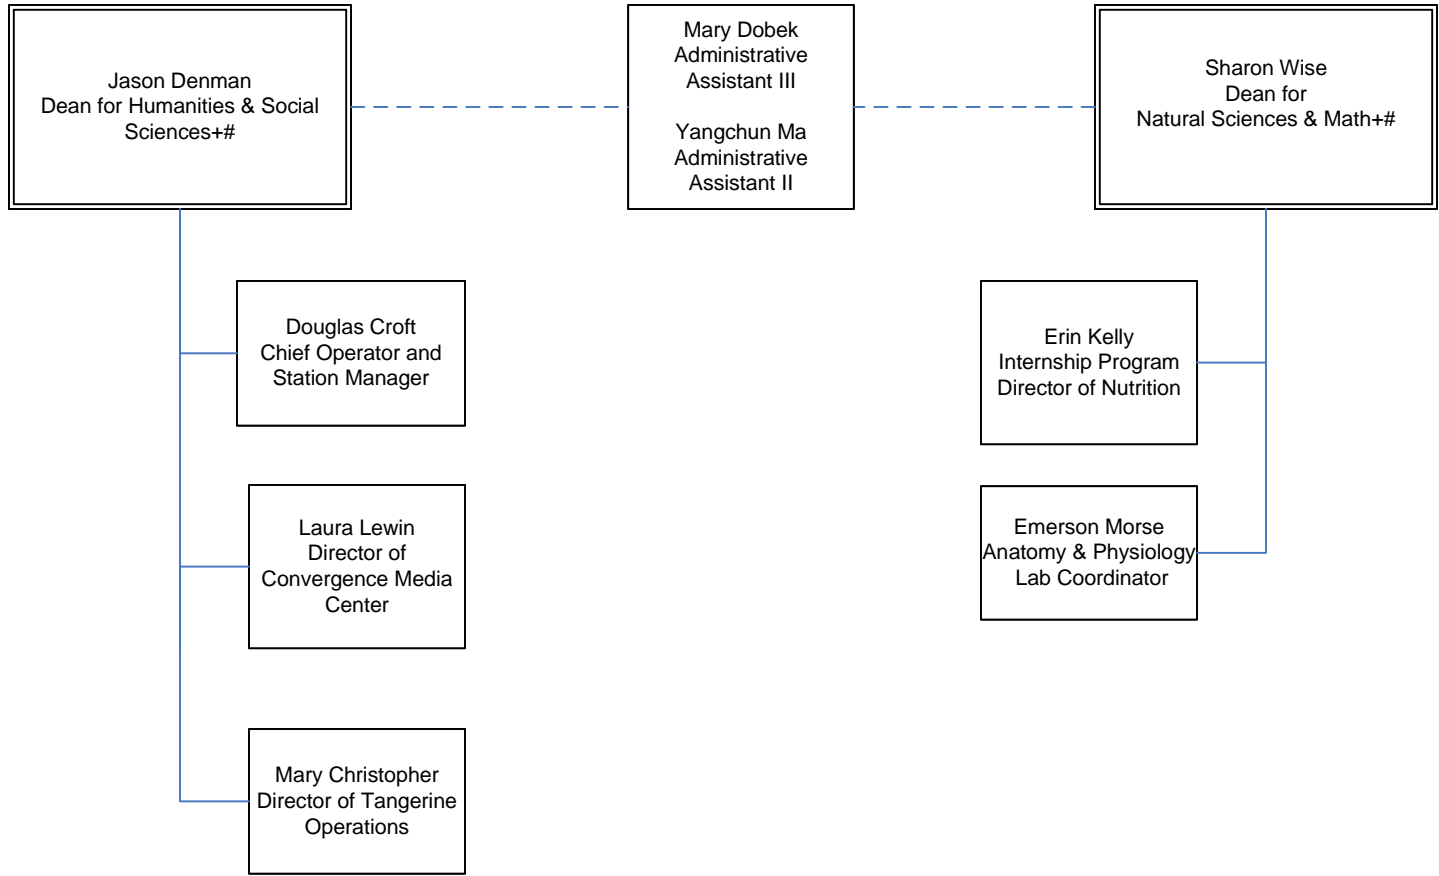 Jason Denman
Dean for Humanities & Social
Sciences+#
Mary Dobek
Administrative
Assistant III
Yangchun Ma
Administrative
Assistant II
Sharon Wise
Dean for
Natural Sciences & Math+#
Douglas Croft
Chief Operator and
Station Manager
Erin Kelly
Internship Program
Director of Nutrition
Laura Lewin
Director of
Convergence Media
Center
Emerson Morse
Anatomy & Physiology
Lab Coordinator
Mary Christopher
Director of Tangerine
Operations